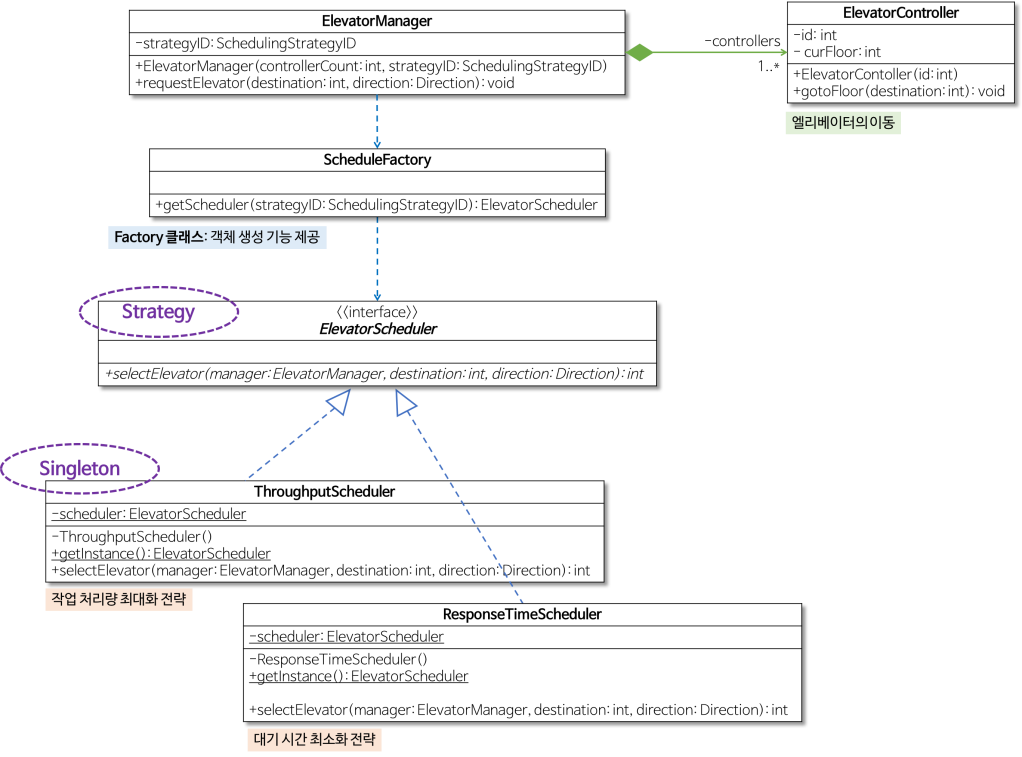 ElevatorManager
-strategyID: SchedulingStrategyID
+ElevatorManager(controllerCount: int, strategyID: SchedulingStrategyID)
+requestElevator(destination: int, direction: Direction): void
-controllers
1..*
ElevatorController
-id: int
- curFloor: int
+ElevatorContoller(id: int)
+gotoFloor(destination: int): void
엘리베이터의 이동
ScheduleFactory
+getScheduler(strategyID: SchedulingStrategyID): ElevatorScheduler
Factory 클래스: 객체 생성 기능 제공
Strategy
<<interface>>
ElevatorScheduler
+selectElevator(manager: ElevatorManager, destination: int, direction: Direction): int
Singleton
ThroughputScheduler
-scheduler: ElevatorScheduler
-ThroughputScheduler()
+getInstance(): ElevatorScheduler
+selectElevator(manager: ElevatorManager, destination: int, direction: Direction): int
작업 처리량 최대화 전략
ResponseTimeScheduler
-scheduler: ElevatorScheduler
-ResponseTimeScheduler()
+getInstance(): ElevatorScheduler
+selectElevator(manager: ElevatorManager, destination: int, direction: Direction): int
대기 시간 최소화 전략